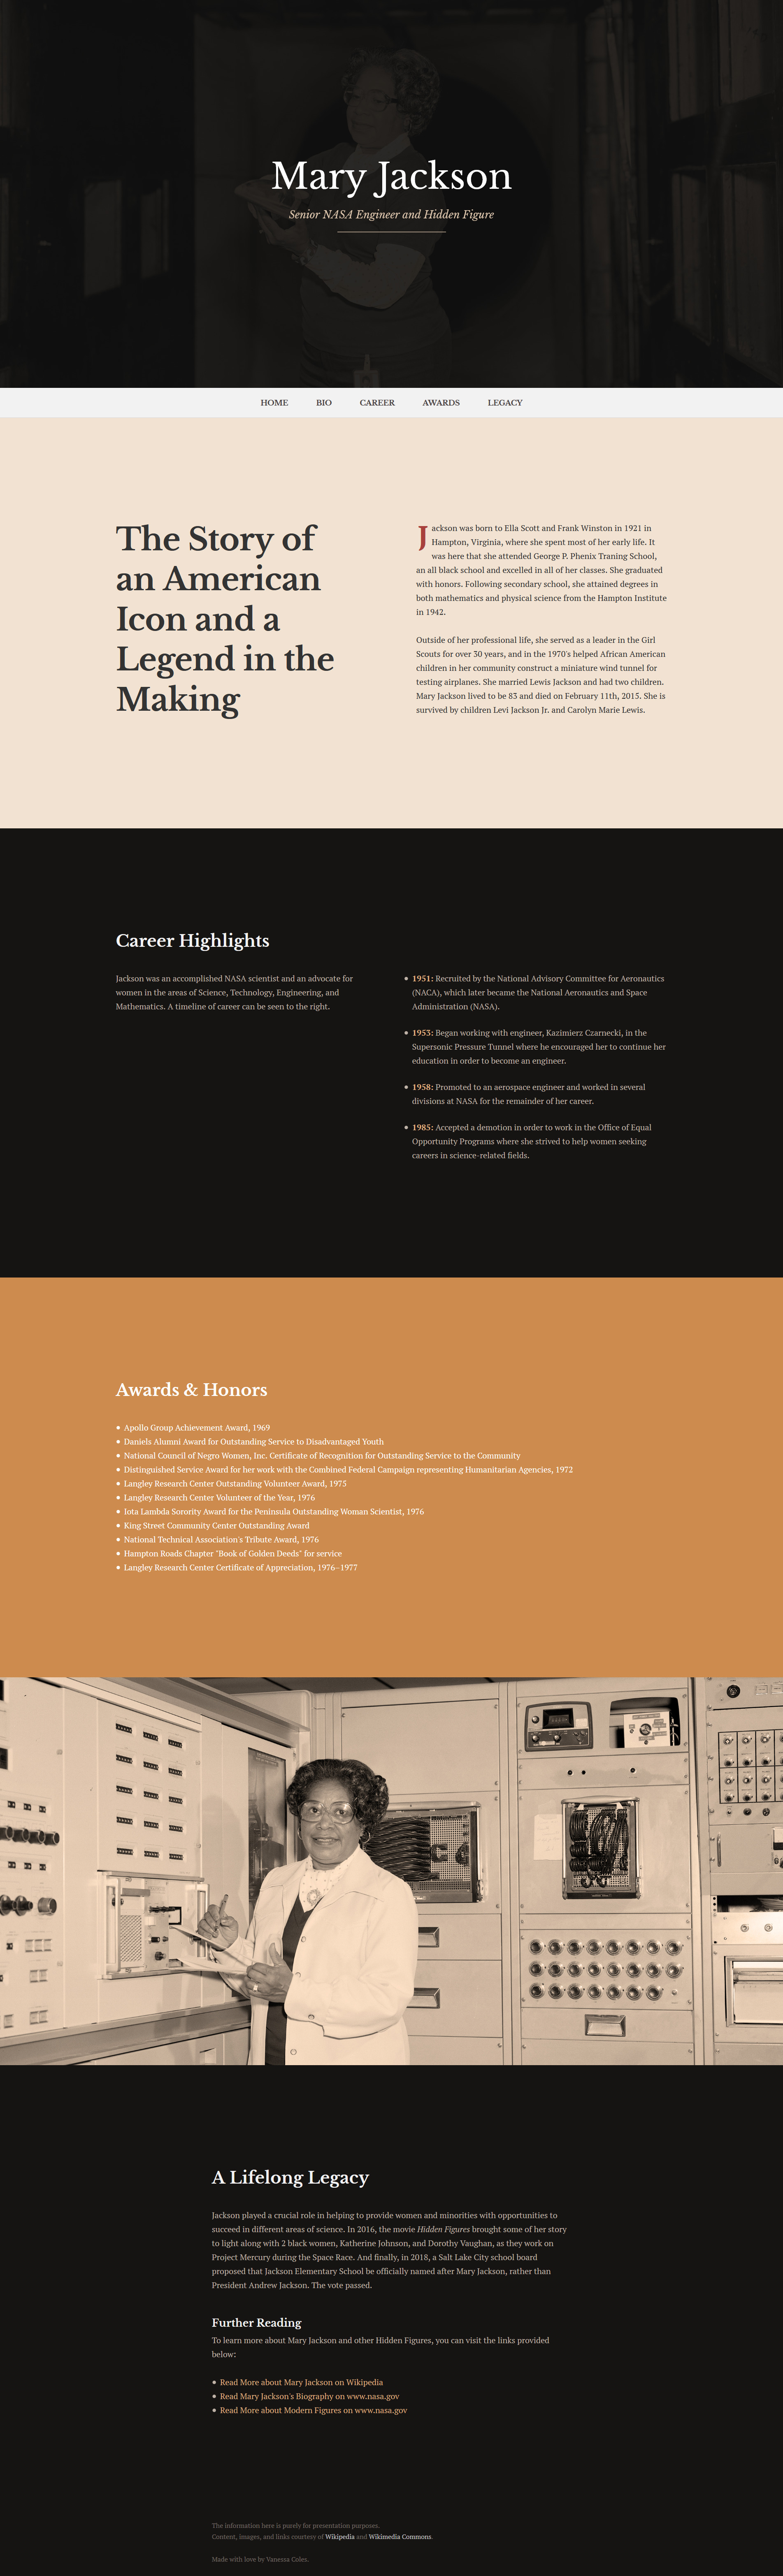 Mary Jackson
Senior NASA Engineer and Hidden Figure
HOME BIO CAREER AWARDS LEGACY
The Story of
an American
Icon and a
Legend in the
Making
Jackson was born to Ella Scott and Frank Winston in 1921 in
Hampton, Virginia, where she spent most of her early life. It
was here that she attended George P. Phenix Traning School,
an all black school and excelled in all of her classes. She graduated
with honors. Following secondary school, she attained degrees in
both mathematics and physical science from the Hampton Institute
in 1942.
Outside of her professional life, she served as a leader in the Girl
Scouts for over 30 years, and in the 1970's helped African American
children in her community construct a miniature wind tunnel for
testing airplanes. She married Lewis Jackson and had two children.
Mary Jackson lived to be 83 and died on February 11th, 2015. She is
survived by children Levi Jackson Jr. and Carolyn Marie Lewis.
Career Highlights
Jackson was an accomplished NASA scientist and an advocate for
women in the areas of Science, Technology, Engineering, and
Mathematics. A timeline of career can be seen to the right.
1951: Recruited by the National Advisory Committee for Aeronautics
(NACA), which later became the National Aeronautics and Space
Administration (NASA).
1953: Began working with engineer, Kazimierz Czarnecki, in the
Supersonic Pressure Tunnel where he encouraged her to continue her
education in order to become an engineer.
1958: Promoted to an aerospace engineer and worked in several
divisions at NASA for the remainder of her career.
1985: Accepted a demotion in order to work in the Office of Equal
Opportunity Programs where she strived to help women seeking
careers in science-related fields.
Awards & Honors
Apollo Group Achievement Award, 1969
Daniels Alumni Award for Outstanding Service to Disadvantaged Youth
National Council of Negro Women, Inc. Certificate of Recognition for Outstanding Service to the Community
Distinguished Service Award for her work with the Combined Federal Campaign representing Humanitarian Agencies, 1972
Langley Research Center Outstanding Volunteer Award, 1975
Langley Research Center Volunteer of the Year, 1976
Iota Lambda Sorority Award for the Peninsula Outstanding Woman Scientist, 1976
King Street Community Center Outstanding Award
National Technical Association's Tribute Award, 1976
Hampton Roads Chapter "Book of Golden Deeds" for service
Langley Research Center Certificate of Appreciation, 1976–1977
A Lifelong Legacy
Jackson played a crucial role in helping to provide women and minorities with opportunities to
succeed in different areas of science. In 2016, the movie Hidden Figures brought some of her story
to light along with 2 black women, Katherine Johnson, and Dorothy Vaughan, as they work on
Project Mercury during the Space Race. And finally, in 2018, a Salt Lake City school board
proposed that Jackson Elementary School be officially named after Mary Jackson, rather than
President Andrew Jackson. The vote passed.
Further Reading
To learn more about Mary Jackson and other Hidden Figures, you can visit the links provided
below:
Read More about Mary Jackson on Wikipedia
Read Mary Jackson's Biography on www.nasa.gov
Read More about Modern Figures on www.nasa.gov
The information here is purely for presentation purposes.
Content, images, and links courtesy of Wikipedia and Wikimedia Commons.
Made with love by Vanessa Coles.